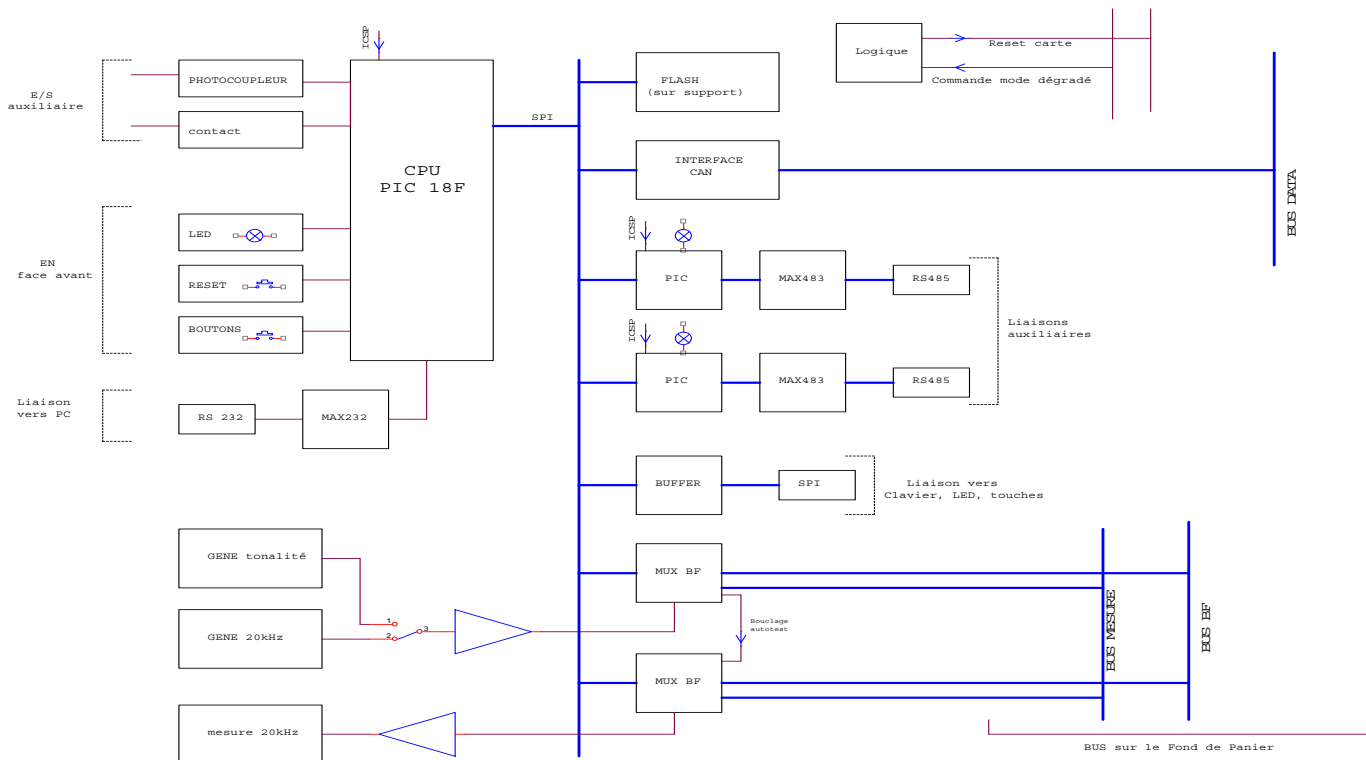 ICSP
PHOTOCOUPLEUR
E/S
auxiliaire
contact
CPU
PIC 18F
SPI
FLASH
(sur support)
Logique
Reset carte
Commande mode dégradé
INTERFACE
CAN
BUS DATA
LED
EN
face avant
RESET
BOUTONS
ICSP
PIC
MAX483
RS485
Liaisons
auxiliaires
ICSP
PIC
MAX483
RS485
Liaison
vers PC
RS 232
MAX232
BUFFER
SPI
Liaison vers
Clavier, LED, touches
GENE tonalité
GENE 20kHz
1
2
3
MUX BF
Bouclage
autotest
MUX BF
BUS MESURE
BUS BF
mesure 20kHz
BUS sur le Fond de Panier